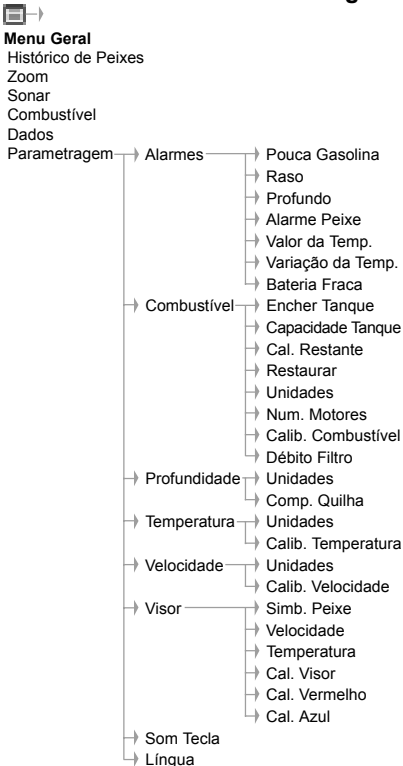 Menu Geral
Histórico de Peixes
Zoom
Sonar
Combustível
Dados
Parametragem Alarmes Pouca Gasolina
Raso
Profundo
Alarme Peixe
Valor da Temp.
Variação da Temp.
Bateria Fraca
Combustível Encher Tanque
Capacidade Tanque
Cal. Restante
Restaurar
Unidades
Num. Motores
Calib. Combustível
Débito Filtro
Profundidade Unidades
Comp. Quilha
Temperatura Unidades
Calib. Temperatura
Velocidade Unidades
Calib. Velocidade
Visor Simb. Peixe
Velocidade
Temperatura
Cal. Visor
Cal. Vermelho
Cal. Azul
Som Tecla
Língua